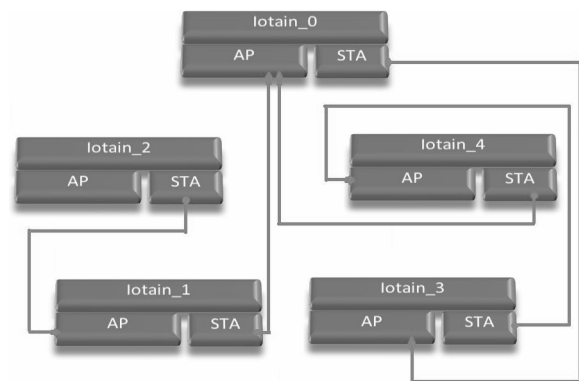 Iotain_0
AP STA
Iotain_2
AP STA
Iotain_4
AP STA
Iotain_1
AP STA
Iotain_3
AP STA